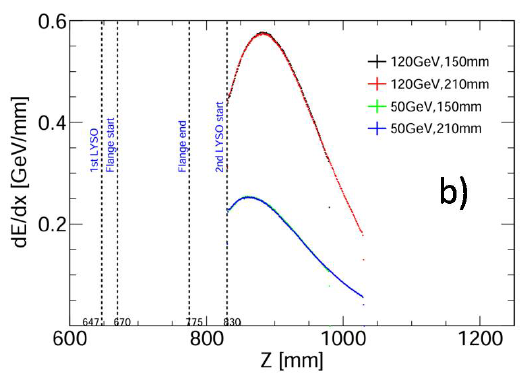 0.6
0.4
0.2
dE/dx [GeV/mm]
1st LYSO
Flange start
Flange end
2nd LYSO start
120GeV,150mm
120GeV,210mm
50GeV,150mm
50GeV,210mm
b)
647 670 775 830
600 800 1000 1200
Z [mm]